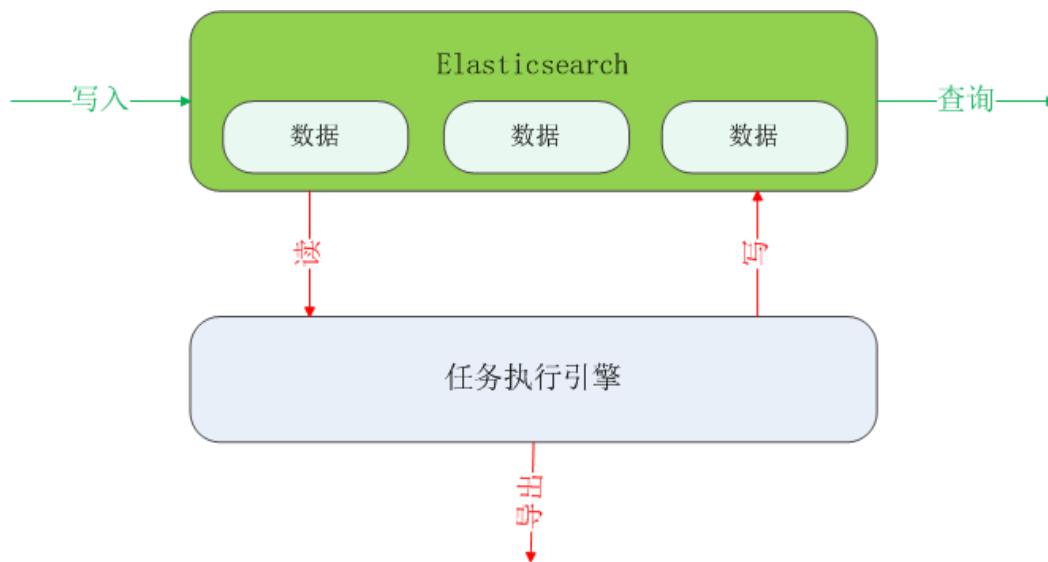 Elasticsearch
写入
查询
数据
数据
数据
读
写
任务执行引擎
导出